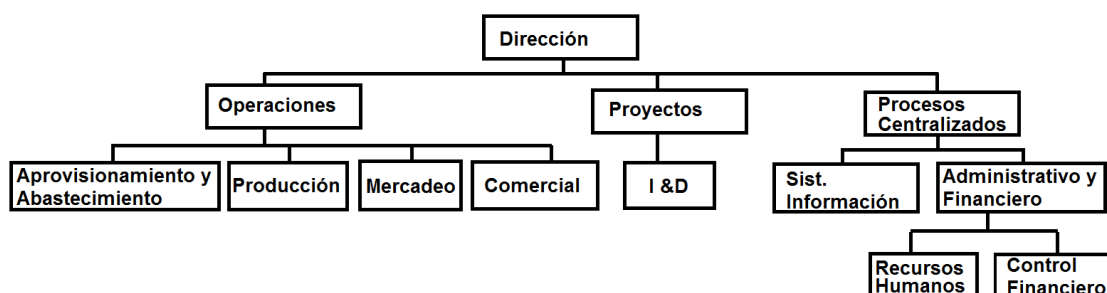 Dirección
Operaciones
Proyectos
Procesos
Centralizados
Aprovisionamiento y
Abastecimiento
Producción
Mercadeo
Comercial
I &D
Sist.
Información
Administrativo y
Financiero
Recursos
Humanos
Control
Financiero